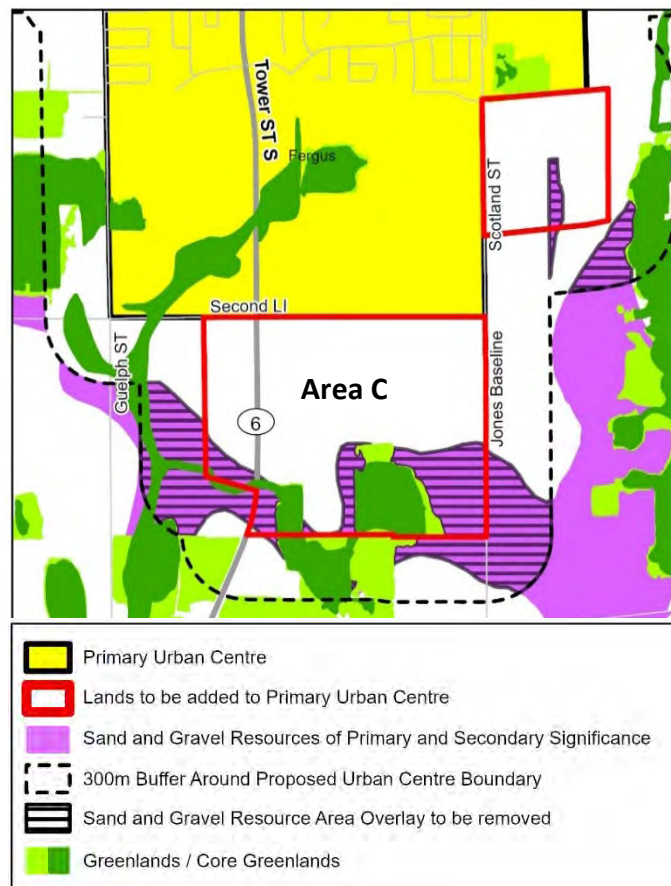 Tower ST S
Fergus
Scotland ST
Second LI
Guelph ST
Area C
Jones Baseline
6
Primary Urban Centre
Lands to be added to Primary Urban Centre
Sand and Gravel Resources of Primary and Secondary Significance
300m Buffer Around Proposed Urban Centre Boundary
Sand and Gravel Resource Area Overlay to be removed
Greenlands / Core Greenlands